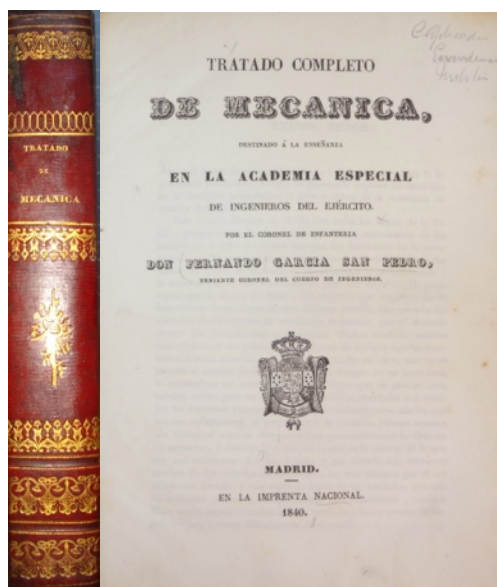 TRATADO
DE
MECANICA
TRATADO COMPLETO
DE MECANICA,
DESTINADO Á LA ENSEÑANZA
EN LA ACADEMIA ESPECIAL
DE INGENIEROS DEL EJÉRCITO.
POR EL CORONEL DE INFANTERIA
DON FERNANDO GARCIA SAN PEDRO,
TENIENTE CORONEL DEL CUERPO DE INGENIEROS.
MADRID.
EN LA IMPRENTA NACIONAL.
1840.